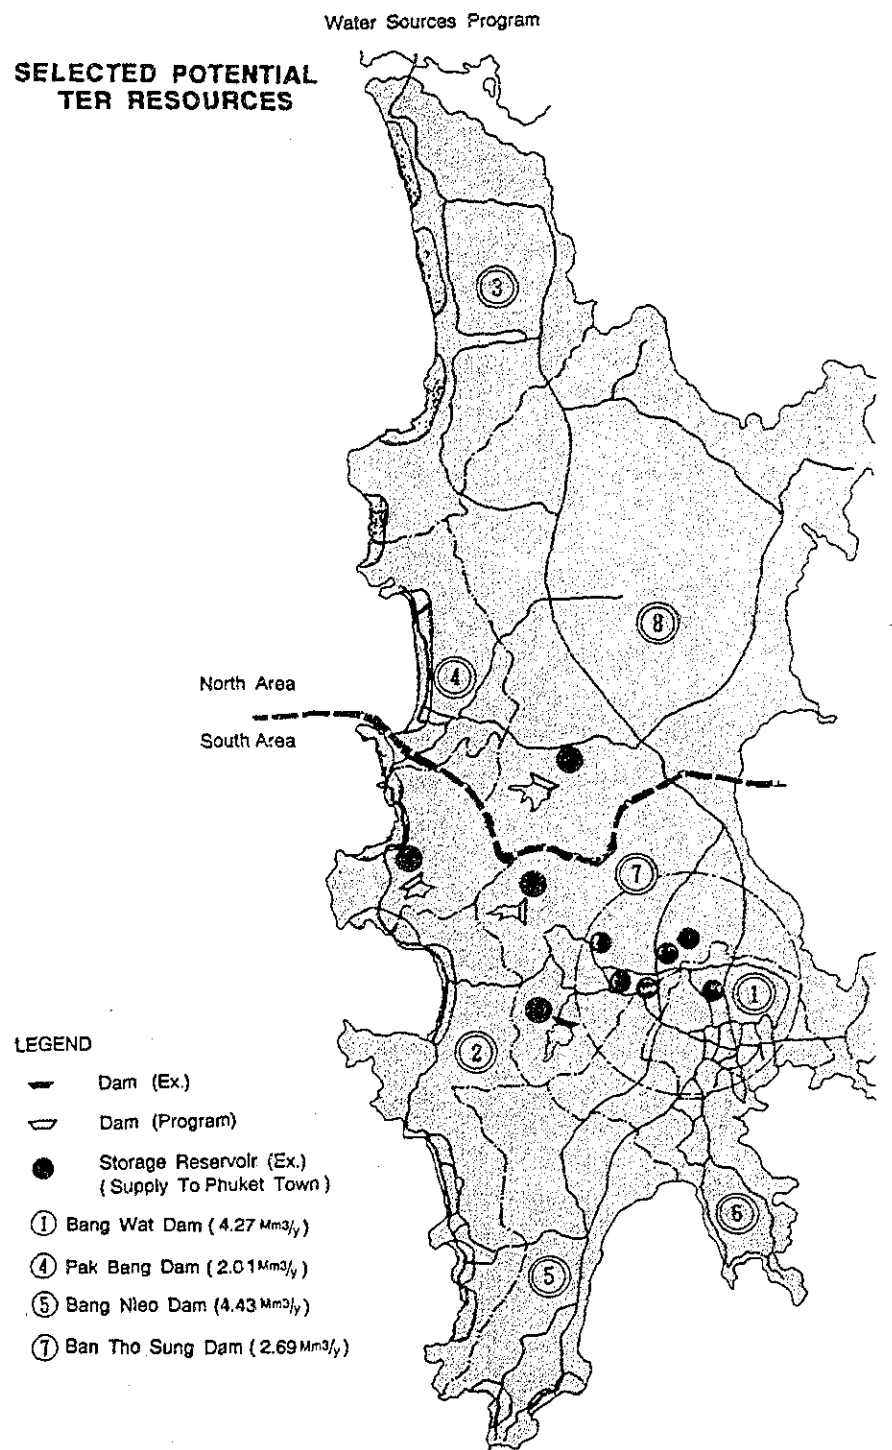 Water Sources Program
SELECTED POTENTIAL
TER RESOURCES
3
8
4
North Area
South Area
7
1
2
6
5
LEGEND
Dam (Ex.)
Dam (Program)
Storage Reservoir (Ex.)
(Supply To Phuket Town)
1 Bang Wat Dam (4.27 Mm3/y)
4 Pak Bang Dam (2.01 Mm3/y)
5 Bang Nieo Dam (4.43 Mm3/y)
7 Ban Tho Sung Dam (2.69 Mm3/y)